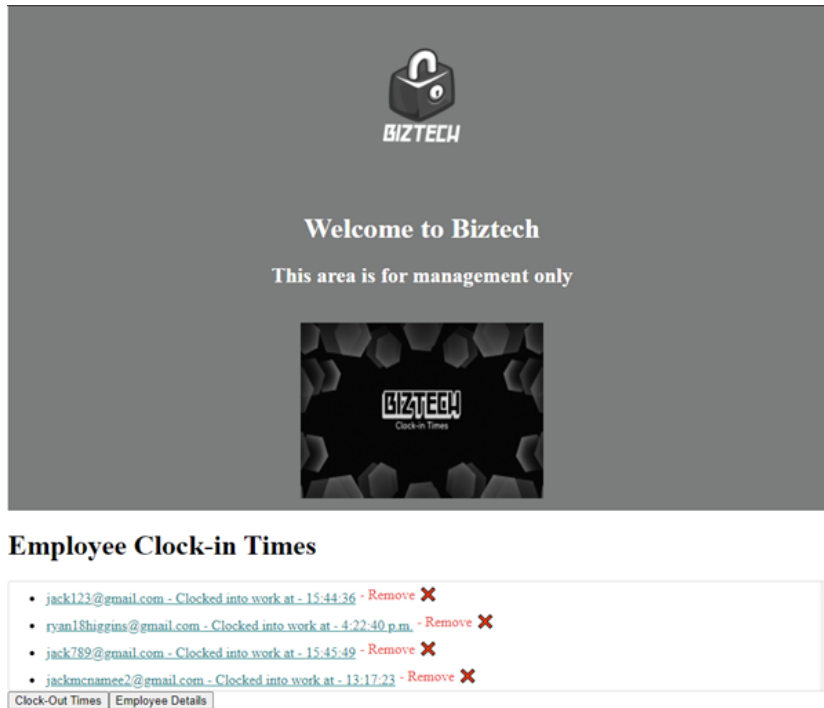 BIZTECH
Welcome to Biztech
This area is for management only
BIZTECH
Clock-in Times
Employee Clock-in Times
jack123@gmail.com - Clocked into work at - 15:44:36 - Remove
ryan18higgins@gmail.com - Clocked into work at - 4:22:40 p.m. - Remove
jack789@gmail.com - Clocked into work at - 15:45:49 - Remove
jackmcnamee2@gmail.com - Clocked into work at - 13:17:23 - Remove
Clock-Out Times Employee Details